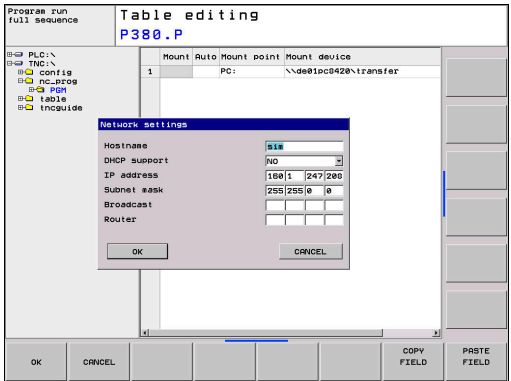 Program run
full sequence
Table editing
P380.P
PLC:\
TNC:\
config
nc_prog
PGM
table
tncguide
Mount Auto Mount point Mount device
1 PC: \\de01pc8420\transfer
Network settings
Hostname sim
DHCP support NO
IP address 160 1 247 208
Subnet mask 255 255 0 0
Broadcast
Router
OK CANCEL
OK CANCEL COPY FIELD PASTE FIELD